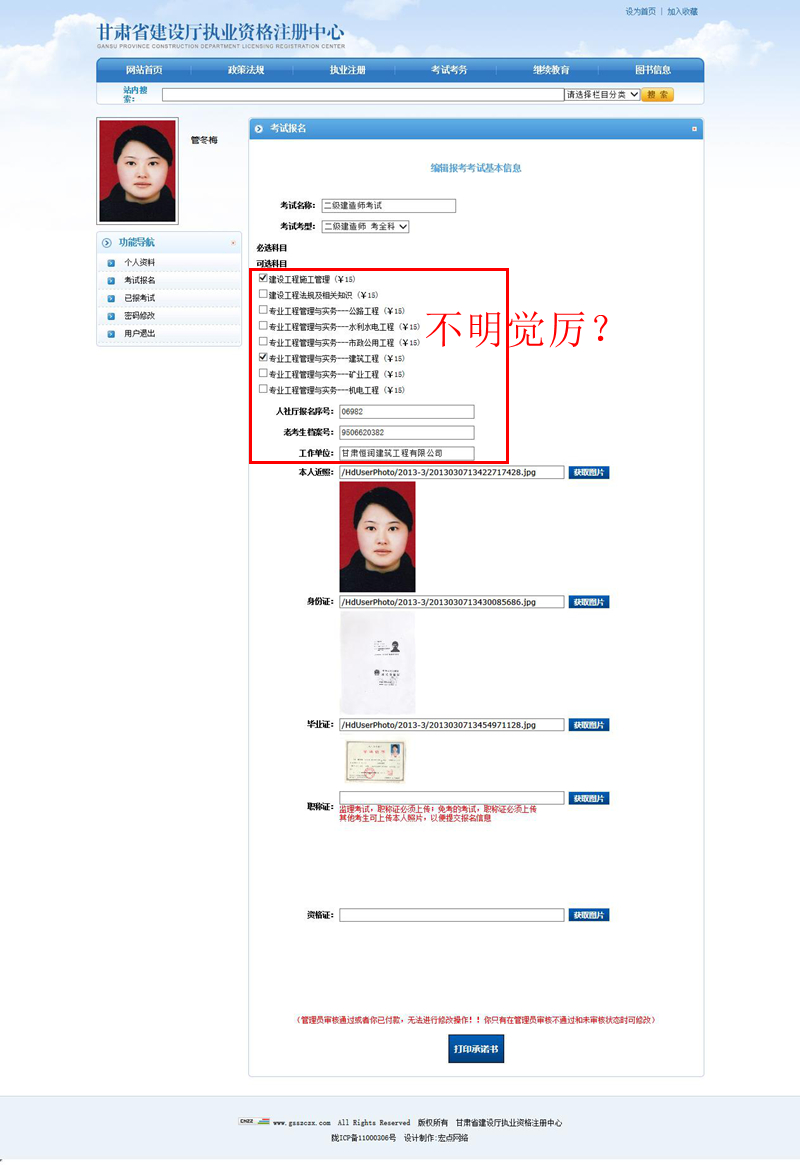 设为首页 | 加入收藏
甘肃省建设厅执业资格注册中心
GANSU PROVINCE CONSTRUCTION DEPARTMENT LICENSING REGISTRATION CENTER
网站首页 政策法规 执业注册 考试考务 继续教育 图书信息
站内搜索： 请选择栏目分类 搜 索
管冬梅
功能导航
个人资料
考试报名
已报考试
密码修改
用户退出
考试报名
编辑报考考试基本信息
考试名称： 二级建造师考试
考试考型： 二级建造师 考全科
必选科目
可选科目
建设工程施工管理（￥15）
建设工程法规及相关知识（￥15）
专业工程管理与实务---公路工程（￥15）
专业工程管理与实务---水利水电工程（￥15）
专业工程管理与实务---市政公用工程（￥15）
专业工程管理与实务---建筑工程（￥15）
专业工程管理与实务---矿业工程（￥15）
专业工程管理与实务---机电工程（￥15）
不明觉厉？
人社厅报名序号： 06982
老考生档案号： 9506620382
工作单位： 甘肃恒润建筑工程有限公司
本人近照： /HdUserPhoto/2013-3/2013030713422717428.jpg 获取图片
身份证： /HdUserPhoto/2013-3/2013030713430085686.jpg 获取图片
毕业证： /HdUserPhoto/2013-3/2013030713454971128.jpg 获取图片
职称证： 获取图片
监理考试，职称证必须上传；免考的考试，职称证必须上传
其他考生可上传本人照片，以便提交报名信息
资格证： 获取图片
（管理员审核通过或者你已付款，无法进行修改操作！！你只有在管理员审核不通过和未审核状态时可修改）
打印承诺书
CNZZ www.gsszczx.com All Rights Reserved 版权所有 甘肃省建设厅执业资格注册中心
陇ICP备11000306号 设计制作:宏点网络